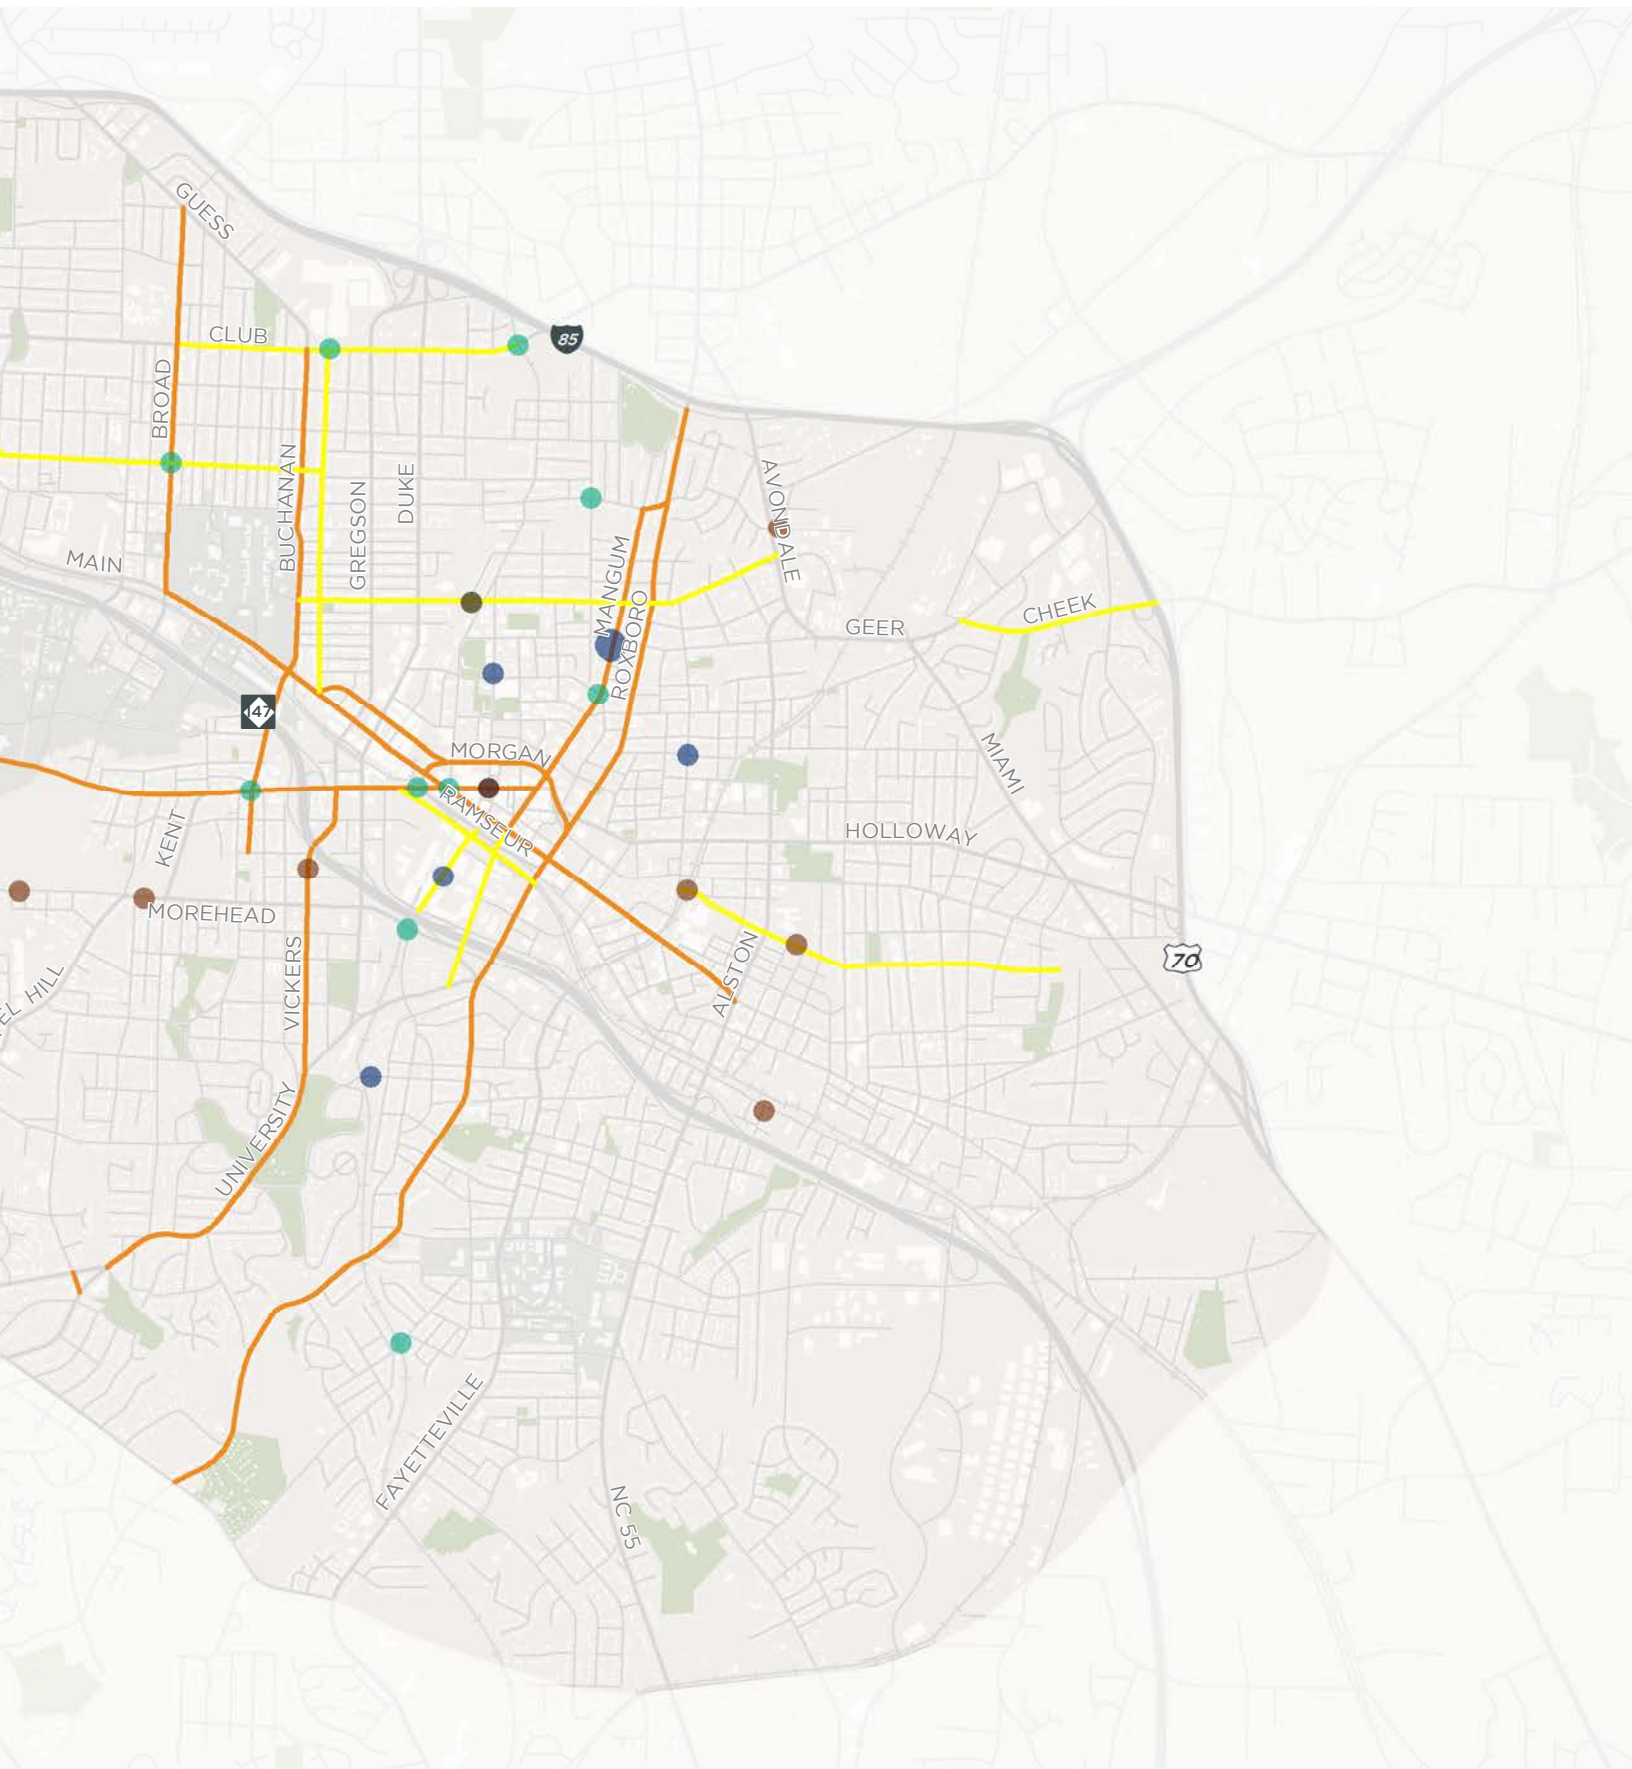 GUESS
CLUB
85
BROAD
BUCHANAN
GREGSON
DUKE
AVONDALE
MAIN
MANGUM
ROXBORO
CHEEK
GEER
147
MORGAN
MIAMI
RAMSEUR
KENT
HOLLOWAY
MOREHEAD
VICKERS
ALSTON
70
EL HILL
UNIVERSITY
FAYETTEVILLE
NC 55